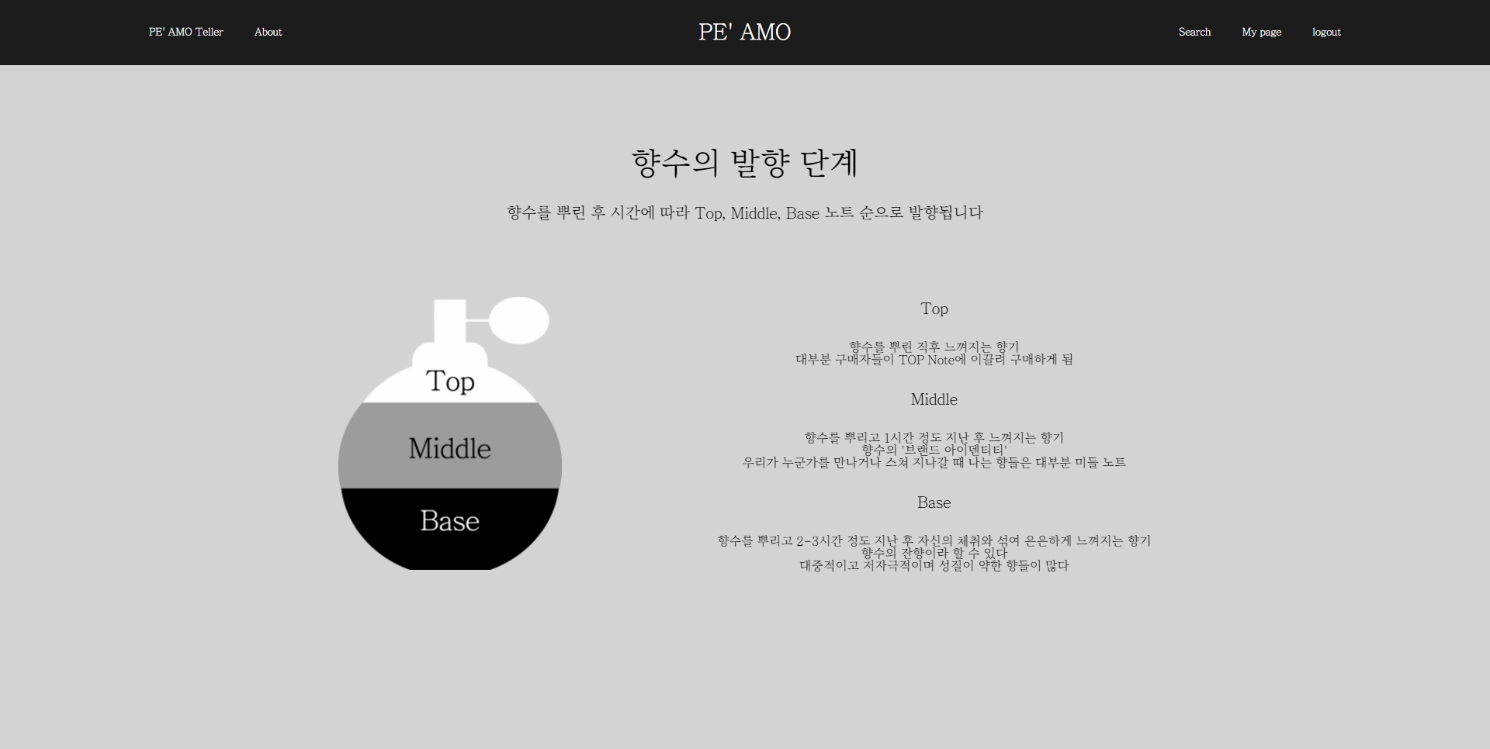 PE' AMO Teller
About
PE' AMO
Search
My page
logout
향수의 발향 단계
향수를 뿌린 후 시간에 따라 Top, Middle, Base 노트 순으로 발향됩니다
Top
Middle
Base
Top
향수를 뿌린 직후 느껴지는 향기
대부분 구매자들이 TOP Note에 이끌려 구매하게 됨
Middle
향수를 뿌리고 1시간 정도 지난 후 느껴지는 향기
향수의 '브랜드 아이덴티티'
우리가 누군가를 만나거나 스쳐 지나갈 때 나는 향들은 대부분 미들 노트
Base
향수를 뿌리고 2-3시간 정도 지난 후 자신의 체취와 섞여 은은하게 느껴지는 향기
향수의 잔향이라 할 수 있다
대중적이고 저자극적이며 성질이 약한 향들이 많다